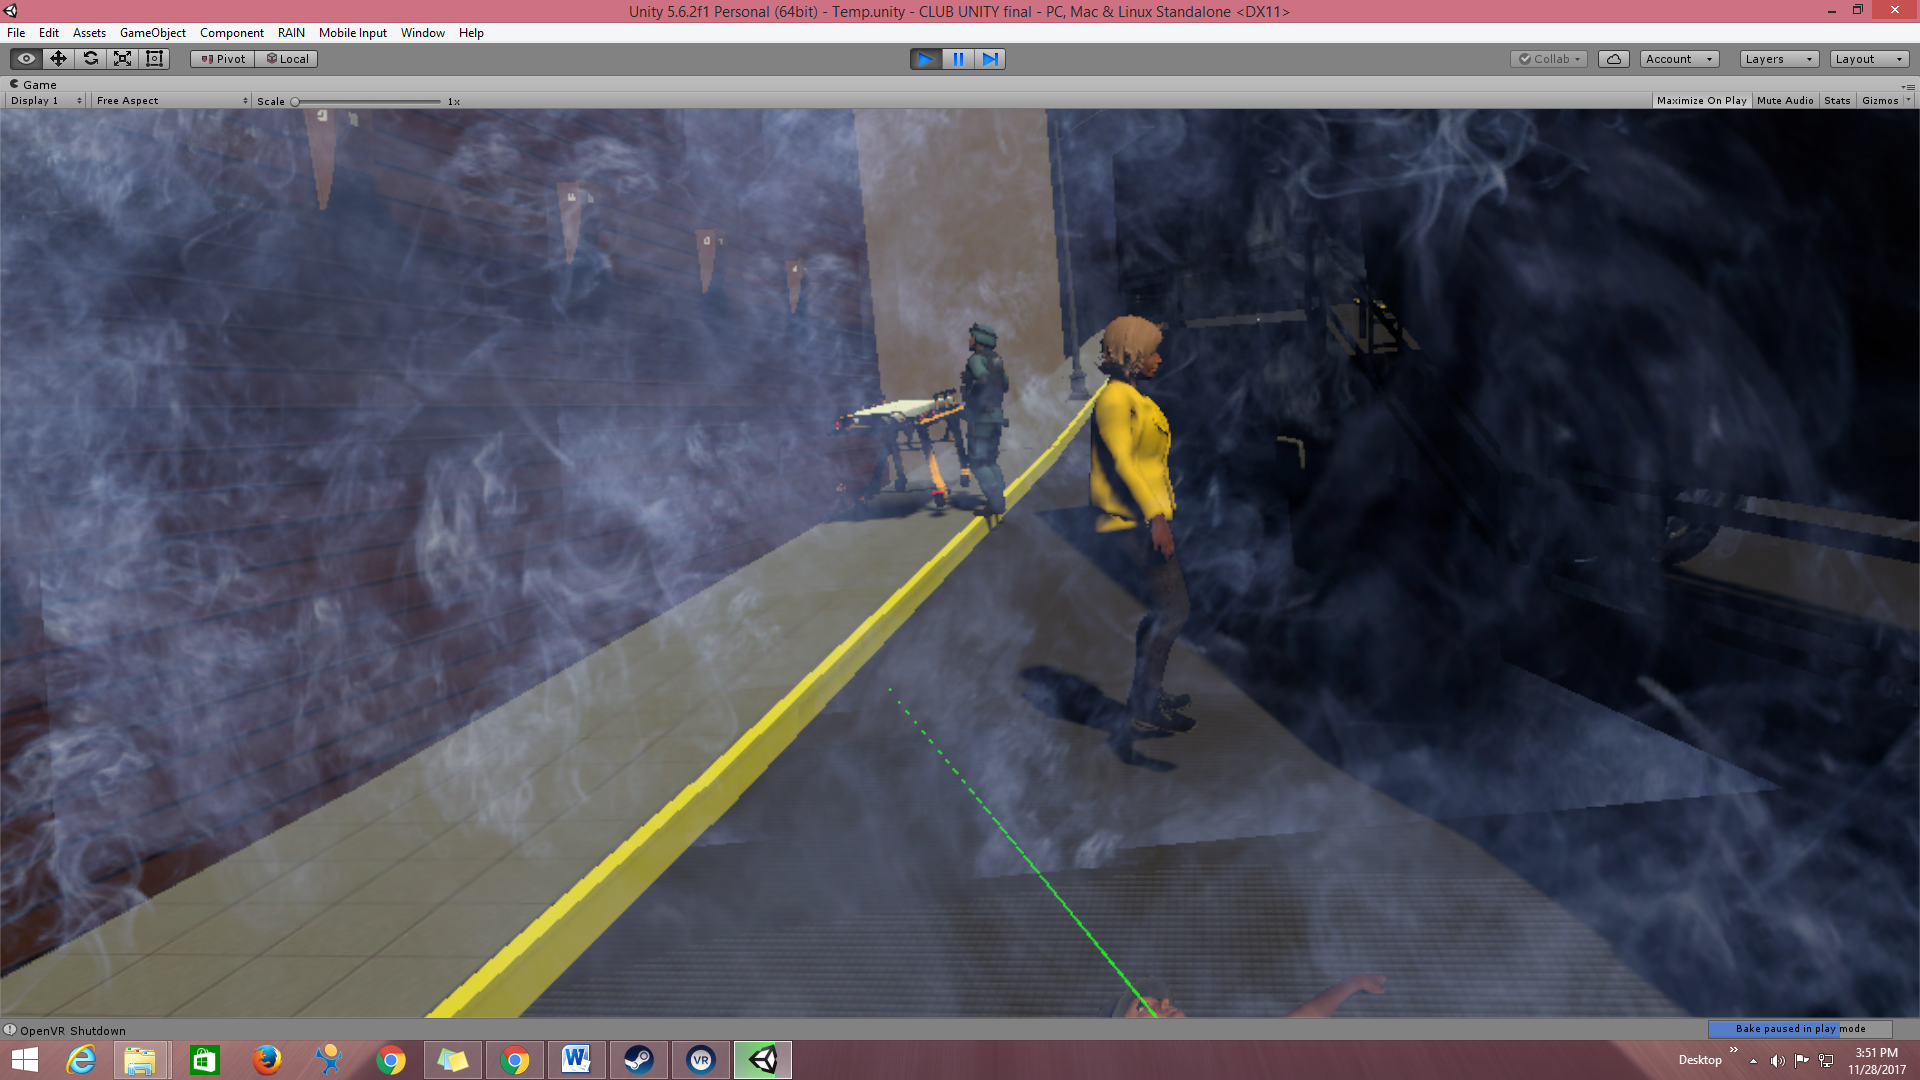 Unity 5.6.2f1 Personal (64bit) - Temp.unity - CLUB UNITY final - PC, Mac & Linux Standalone <DX11>
File Edit Assets GameObject Component RAIN Mobile Input Window Help
Pivot Local Collab Account Layers Layout
Game
Display 1 Free Aspect Scale 1x Maximize On Play Mute Audio Stats Gizmos
OpenVR Shutdown Bake paused in play mode
W VR Desktop 3:51 PM
11/28/2017